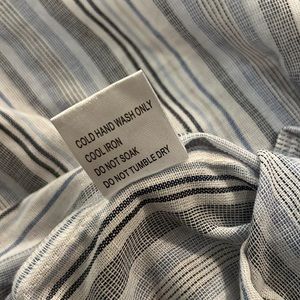 COLD HAND WASH ONLY
COOL IRON
DO NOT SOAK
DO NOT TUMBLE DRY